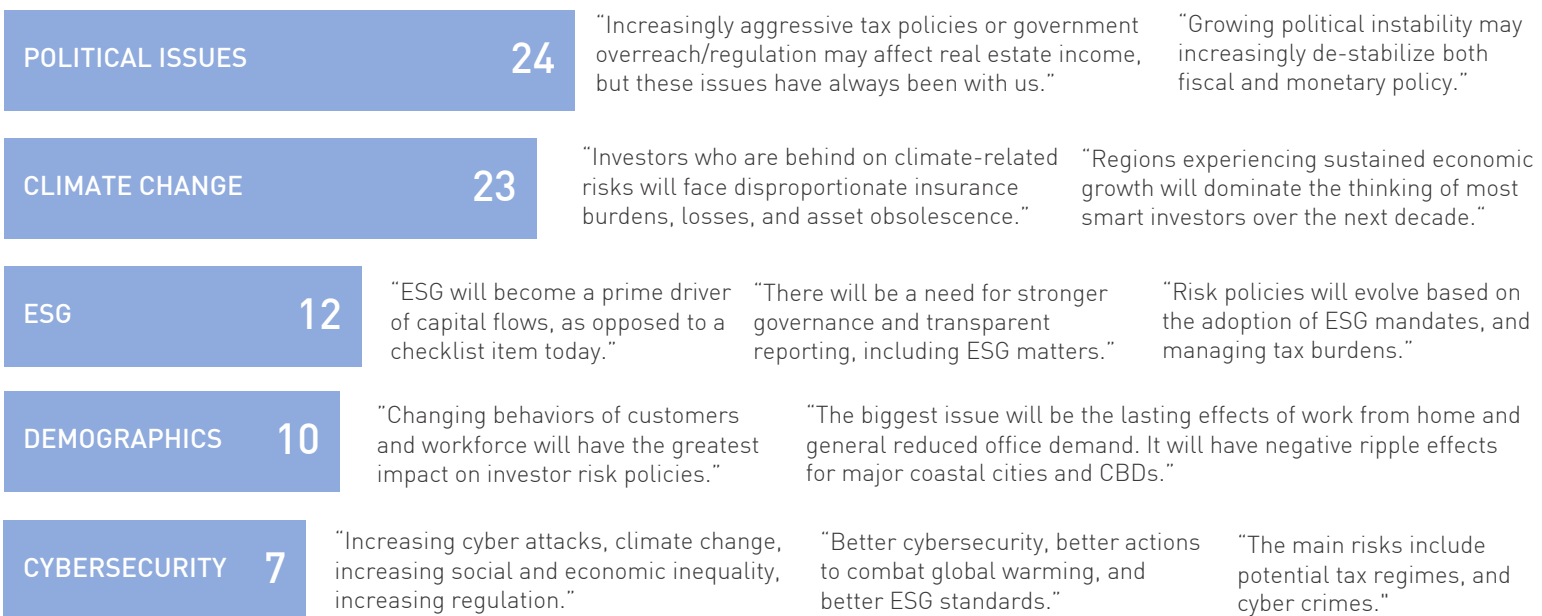 POLITICAL ISSUES 24
“Increasingly aggressive tax policies or government
overreach/regulation may affect real estate income,
but these issues have always been with us.”
“Growing political instability may
increasingly de-stabilize both
fiscal and monetary policy.”
CLIMATE CHANGE 23
“Investors who are behind on climate-related
risks will face disproportionate insurance
burdens, losses, and asset obsolescence.”
“Regions experiencing sustained economic
growth will dominate the thinking of most
smart investors over the next decade.“
ESG 12
“ESG will become a prime driver
of capital flows, as opposed to a
checklist item today.”
“There will be a need for stronger
governance and transparent
reporting, including ESG matters.”
“Risk policies will evolve based on
the adoption of ESG mandates, and
managing tax burdens.”
DEMOGRAPHICS 10
”Changing behaviors of customers
and workforce will have the greatest
impact on investor risk policies.”
“The biggest issue will be the lasting effects of work from home and
general reduced office demand. It will have negative ripple effects
for major coastal cities and CBDs.”
CYBERSECURITY 7
“Increasing cyber attacks, climate change,
increasing social and economic inequality,
increasing regulation.”
“Better cybersecurity, better actions
to combat global warming, and
better ESG standards.”
“The main risks include
potential tax regimes, and
cyber crimes."